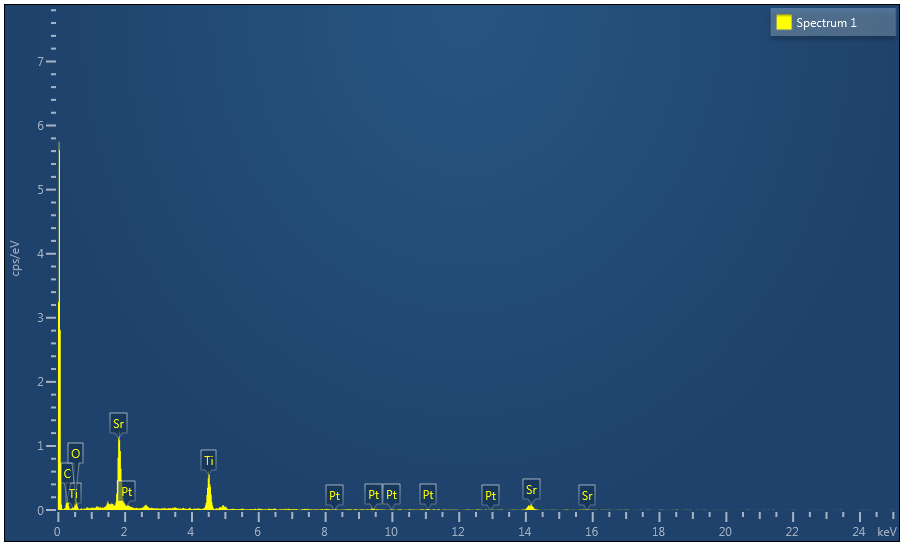 Spectrum 1
7
6
5
4
3
2
1
0
cps/eV
C
O
Ti
Sr
Pt
Ti
Pt
Pt
Pt
Pt
Pt
Sr
Sr
0 2 4 6 8 10 12 14 16 18 20 22 24 keV